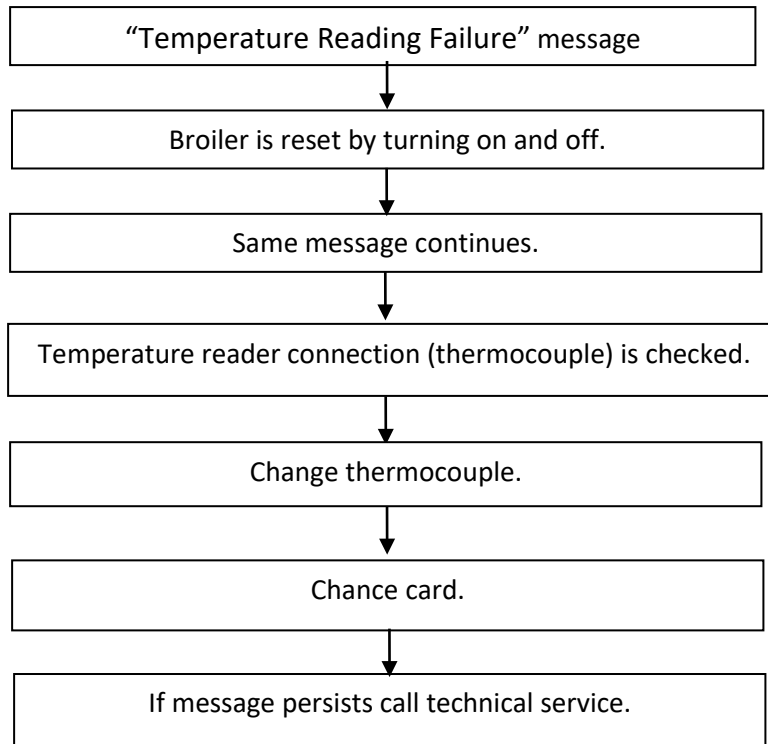 “Temperature Reading Failure” message
Broiler is reset by turning on and off.
Same message continues.
Temperature reader connection (thermocouple) is checked.
Change thermocouple.
Chance card.
If message persists call technical service.